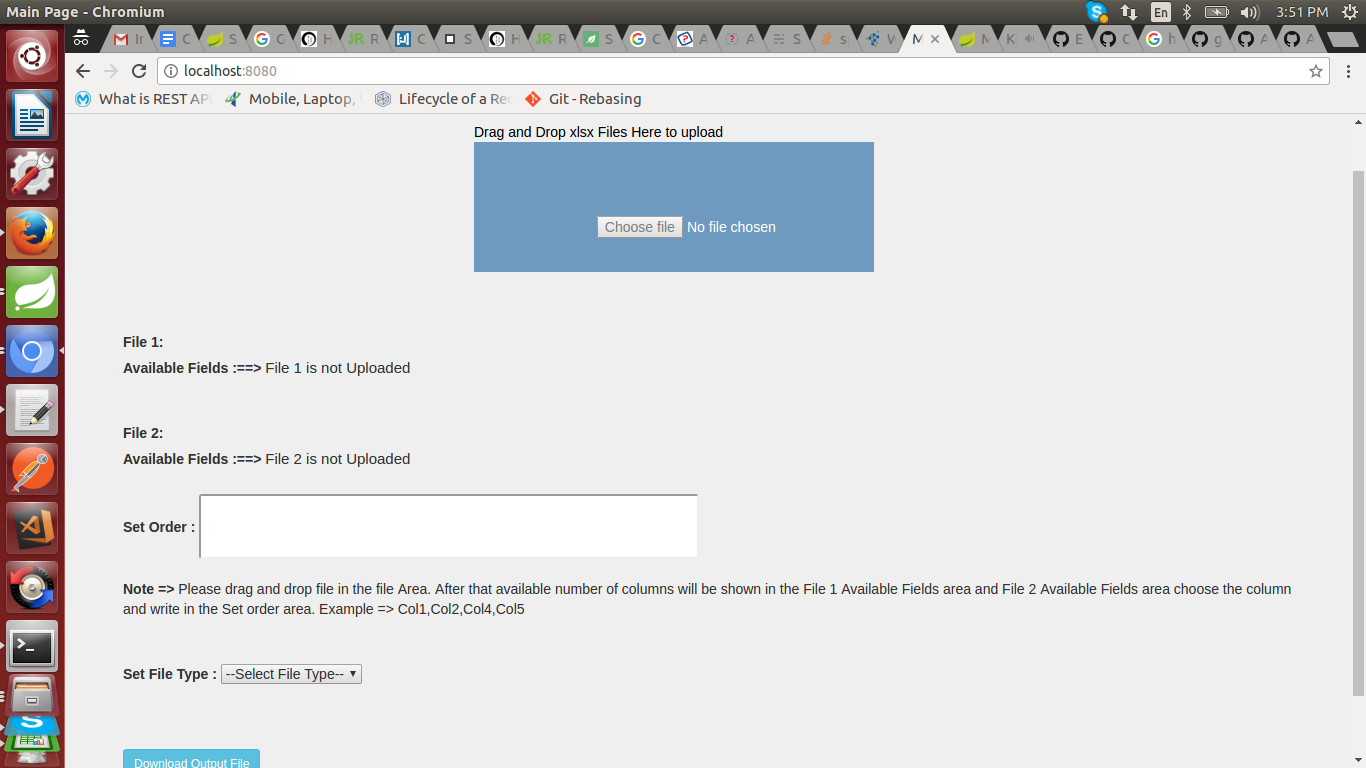 Main Page - Chromium
En
3:51 PM
localhost:8080
What is REST AP
Mobile, Laptop,
Lifecycle of a Re
Git - Rebasing
Drag and Drop xlsx Files Here to upload
Choose file No file chosen
File 1:
Available Fields :==> File 1 is not Uploaded
File 2:
Available Fields :==> File 2 is not Uploaded
Set Order :
Note => Please drag and drop file in the file Area. After that available number of columns will be shown in the File 1 Available Fields area and File 2 Available Fields area choose the column
and write in the Set order area. Example => Col1,Col2,Col4,Col5
Set File Type : --Select File Type--
Download Output File